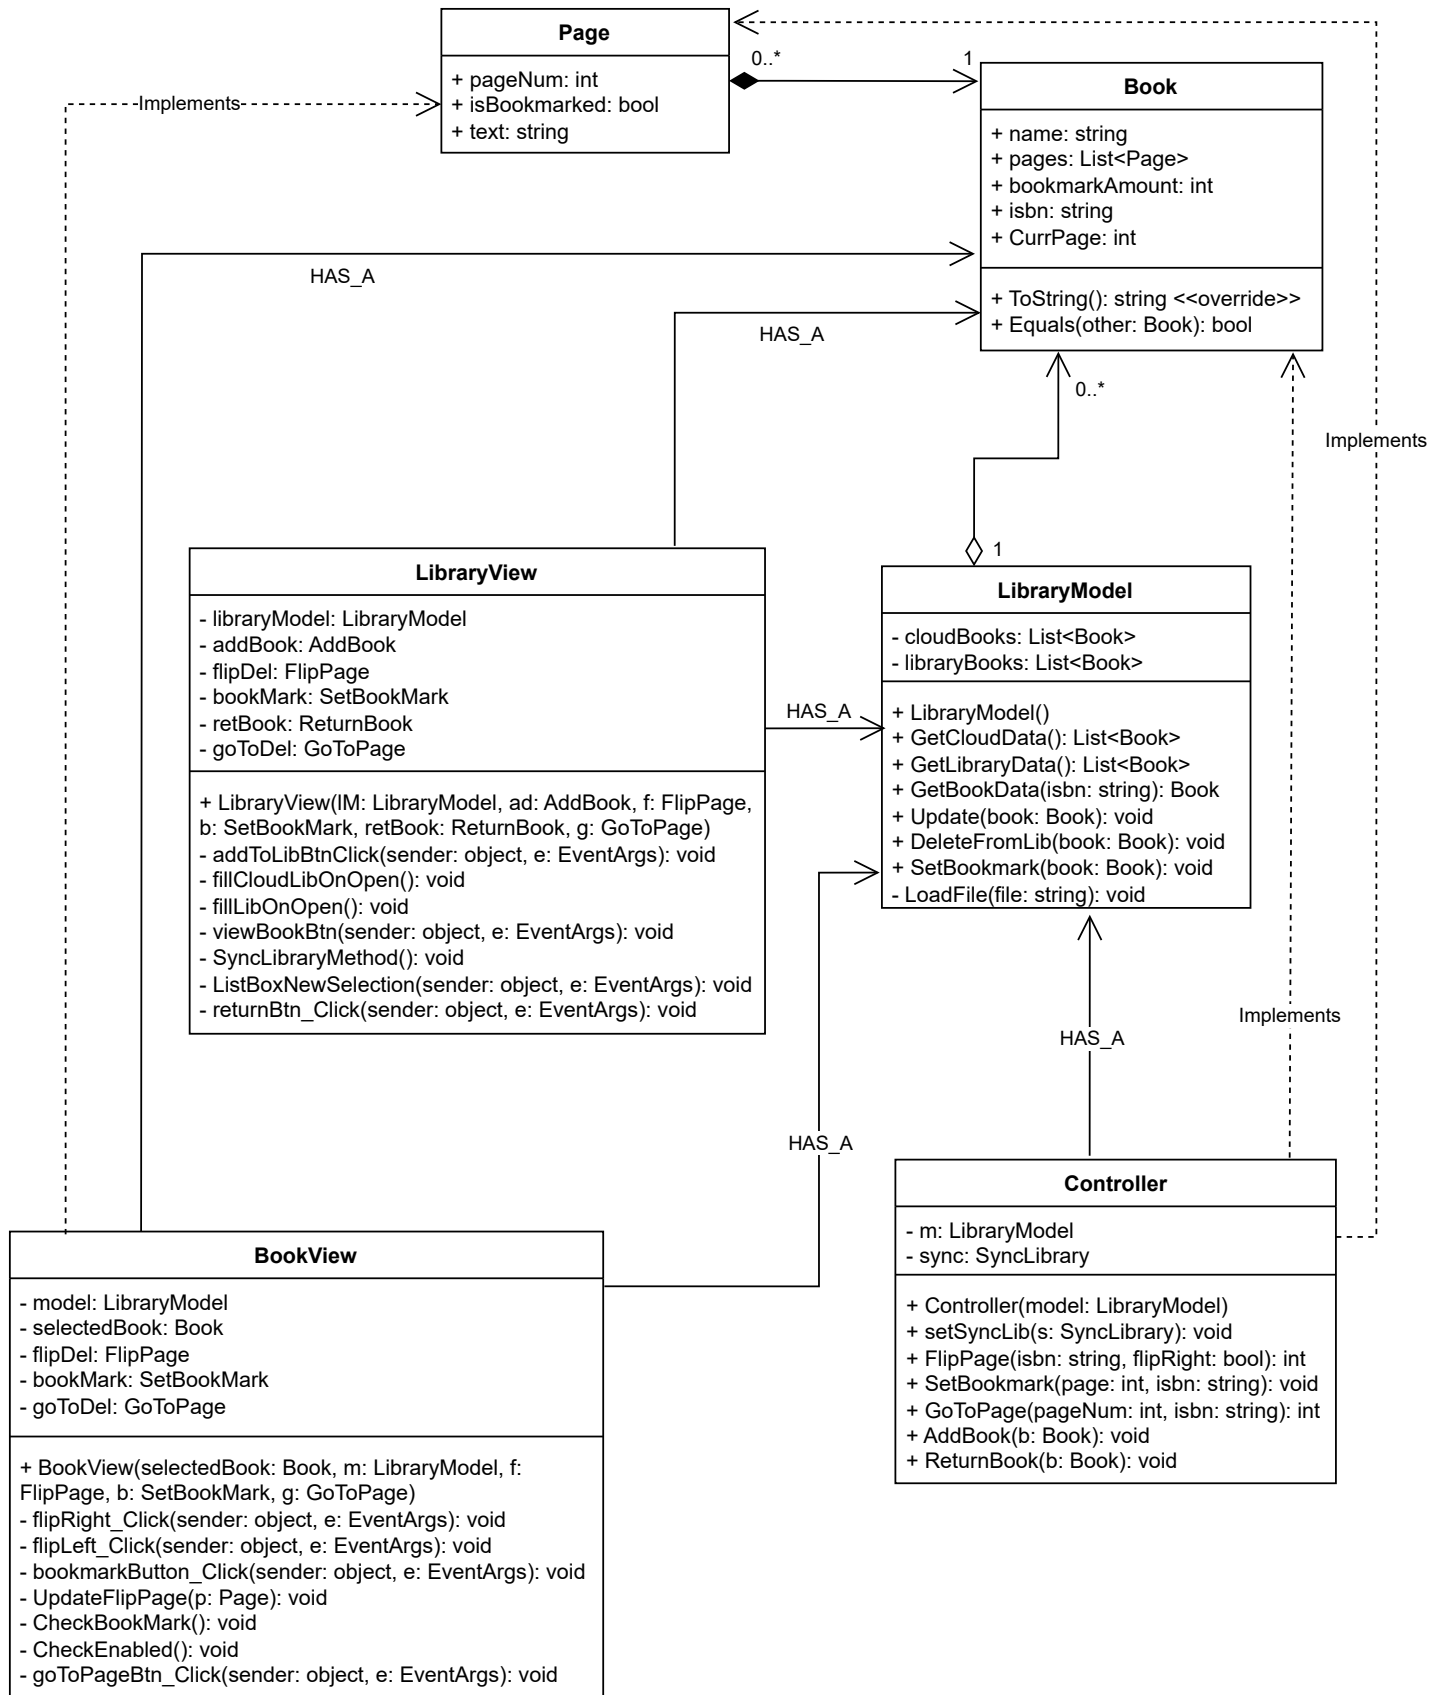 Page
+ pageNum: int
+ isBookmarked: bool
+ text: string
0..*
1
Implements
Book
+ name: string
+ pages: List<Page>
+ bookmarkAmount: int
+ isbn: string
+ CurrPage: int
+ ToString(): string <<override>>
+ Equals(other: Book): bool
HAS_A
HAS_A
0..*
Implements
1
LibraryView
- libraryModel: LibraryModel
- addBook: AddBook
- flipDel: FlipPage
- bookMark: SetBookMark
- retBook: ReturnBook
- goToDel: GoToPage
+ LibraryView(lM: LibraryModel, ad: AddBook, f: FlipPage,
b: SetBookMark, retBook: ReturnBook, g: GoToPage)
- addToLibBtnClick(sender: object, e: EventArgs): void
- fillCloudLibOnOpen(): void
- fillLibOnOpen(): void
- viewBookBtn(sender: object, e: EventArgs): void
- SyncLibraryMethod(): void
- ListBoxNewSelection(sender: object, e: EventArgs): void
- returnBtn_Click(sender: object, e: EventArgs): void
HAS_A
LibraryModel
- cloudBooks: List<Book>
- libraryBooks: List<Book>
+ LibraryModel()
+ GetCloudData(): List<Book>
+ GetLibraryData(): List<Book>
+ GetBookData(isbn: string): Book
+ Update(book: Book): void
+ DeleteFromLib(book: Book): void
+ SetBookmark(book: Book): void
- LoadFile(file: string): void
Implements
HAS_A
HAS_A
Controller
- m: LibraryModel
- sync: SyncLibrary
+ Controller(model: LibraryModel)
+ setSyncLib(s: SyncLibrary): void
+ FlipPage(isbn: string, flipRight: bool): int
+ SetBookmark(page: int, isbn: string): void
+ GoToPage(pageNum: int, isbn: string): int
+ AddBook(b: Book): void
+ ReturnBook(b: Book): void
BookView
- model: LibraryModel
- selectedBook: Book
- flipDel: FlipPage
- bookMark: SetBookMark
- goToDel: GoToPage
+ BookView(selectedBook: Book, m: LibraryModel, f:
FlipPage, b: SetBookMark, g: GoToPage)
- flipRight_Click(sender: object, e: EventArgs): void
- flipLeft_Click(sender: object, e: EventArgs): void
- bookmarkButton_Click(sender: object, e: EventArgs): void
- UpdateFlipPage(p: Page): void
- CheckBookMark(): void
- CheckEnabled(): void
- goToPageBtn_Click(sender: object, e: EventArgs): void